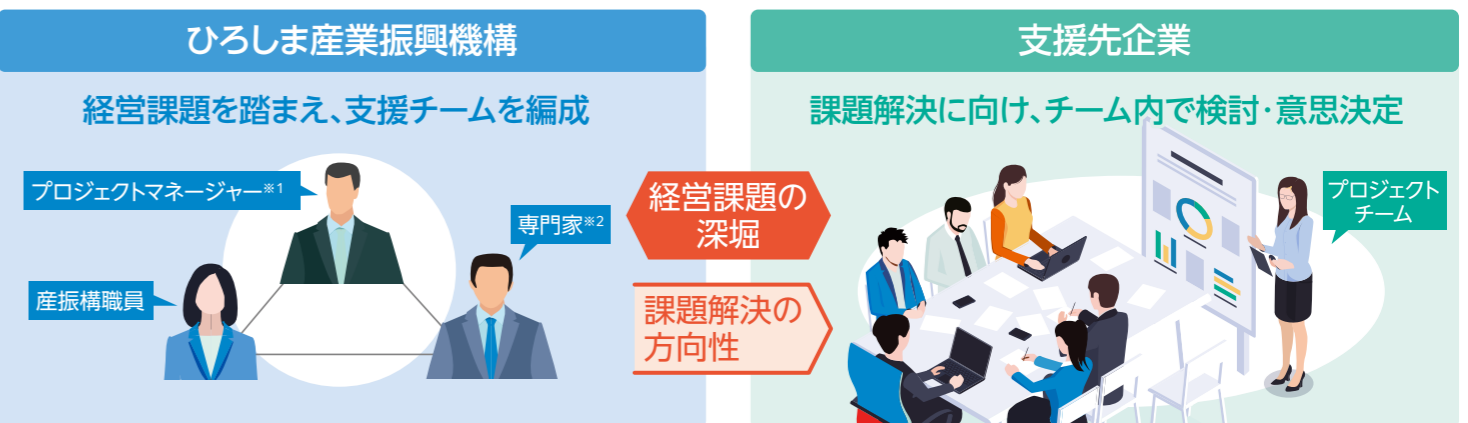 ひろしま産業振興機構
経営課題を踏まえ、支援チームを編成
プロジェクトマネージャー※1
専門家※2
産振構職員
経営課題の
深堀
課題解決の
方向性
支援先企業
課題解決に向け、チーム内で検討・意思決定
プロジェクト
チーム